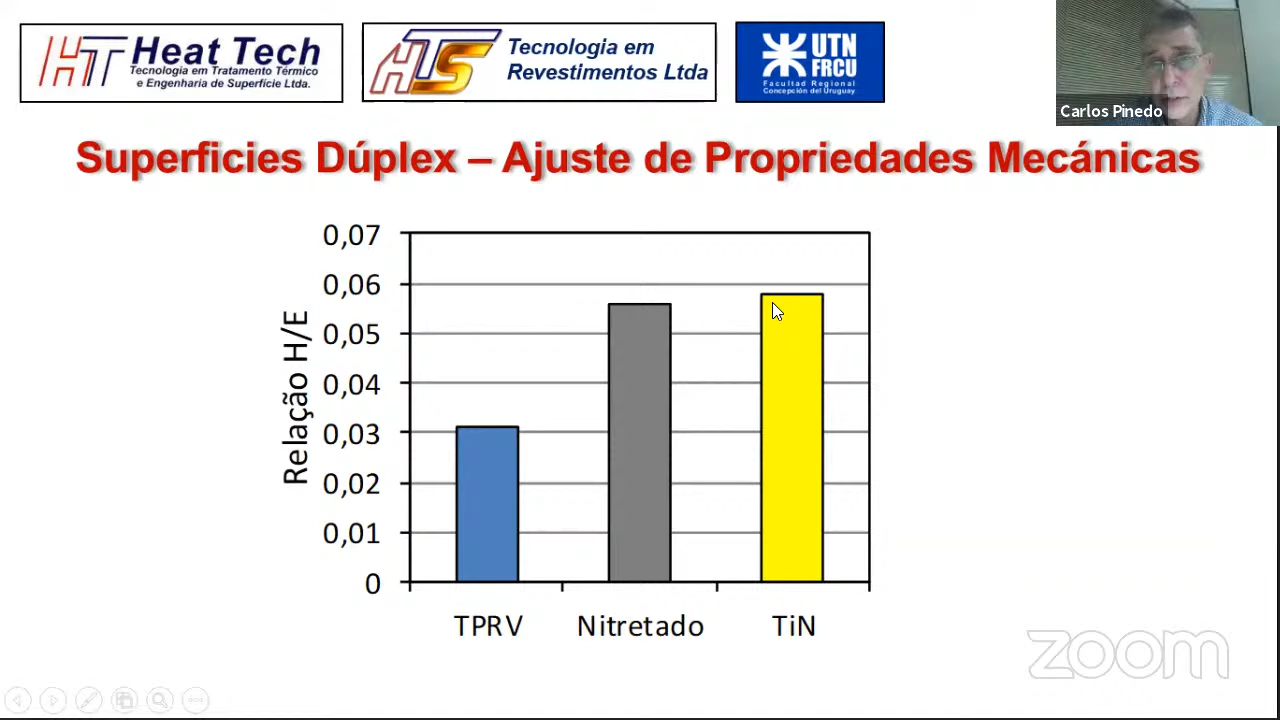 Heat Tech
Tecnologia em Tratamento Térmico
e Engenharia de Superfície Ltda.
HTS
Tecnologia em
Revestimentos Ltda
UTN
FRCU
Facultad Regional
Concepción del Uruguay
Carlos Pinedo
Superficies Dúplex – Ajuste de Propriedades Mecánicas
Relação H/E
0,07
0,06
0,05
0,04
0,03
0,02
0,01
0
TPRV Nitretado TiN
zoom